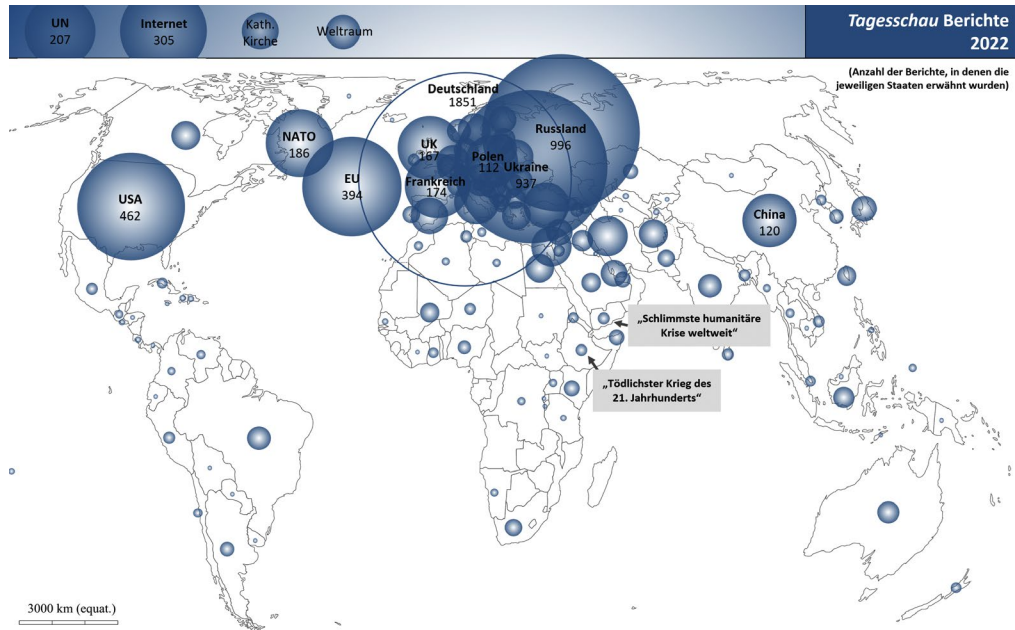 UN
207
Internet
305
Kath.
Kirche
Weltraum
Tagesschau Berichte
2022
(Anzahl der Berichte, in denen die
jeweiligen Staaten erwähnt wurden)
Deutschland
1851
Russland
996
NATO
186
UK
167
Polen
112
Ukraine
937
EU
394
Frankreich
174
USA
462
China
120
„Schlimmste humanitäre
Krise weltweit“
„Tödlichster Krieg des
21. Jahrhunderts“
3000 km (equat.)